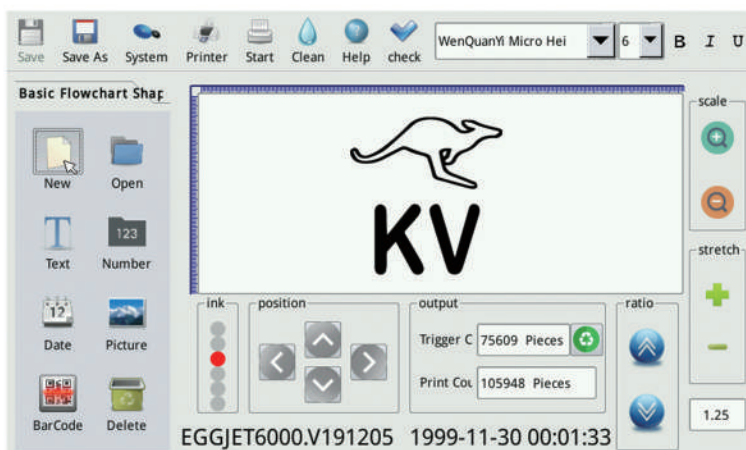 Save Save As System Printer Start Clean Help check WenQuanYi Micro Hei 6 B I U
Basic Flowchart Shap
New Open
Text 123 Number
12 Date Picture
BarCode Delete
KV
scale
stretch
1.25
ink position output ratio
Trigger C 75609 Pieces
Print Cou 105948 Pieces
EGGJET6000.V191205 1999-11-30 00:01:33